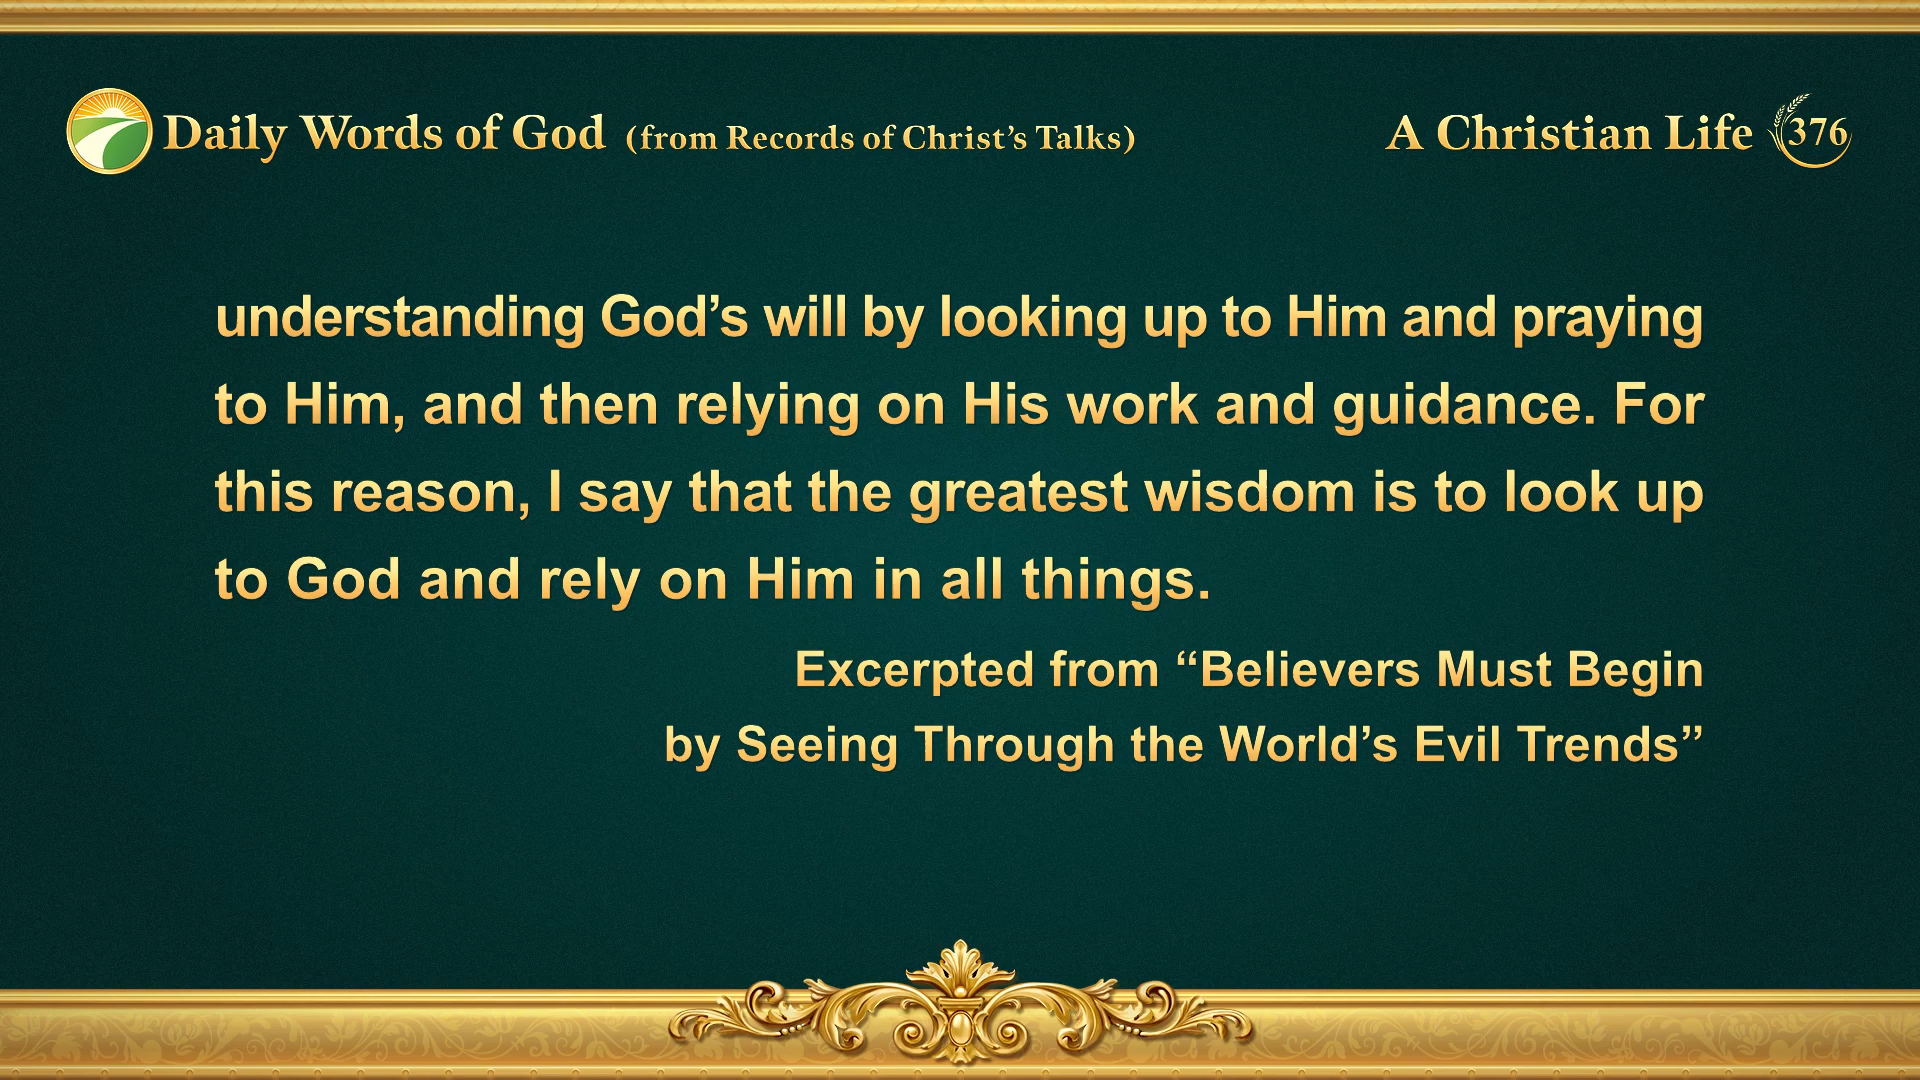 Daily Words of God (from Records of Christ’s Talks)
A Christian Life 376
understanding God’s will by looking up to Him and praying
to Him, and then relying on His work and guidance. For
this reason, I say that the greatest wisdom is to look up
to God and rely on Him in all things.
Excerpted from “Believers Must Begin
by Seeing Through the World’s Evil Trends”